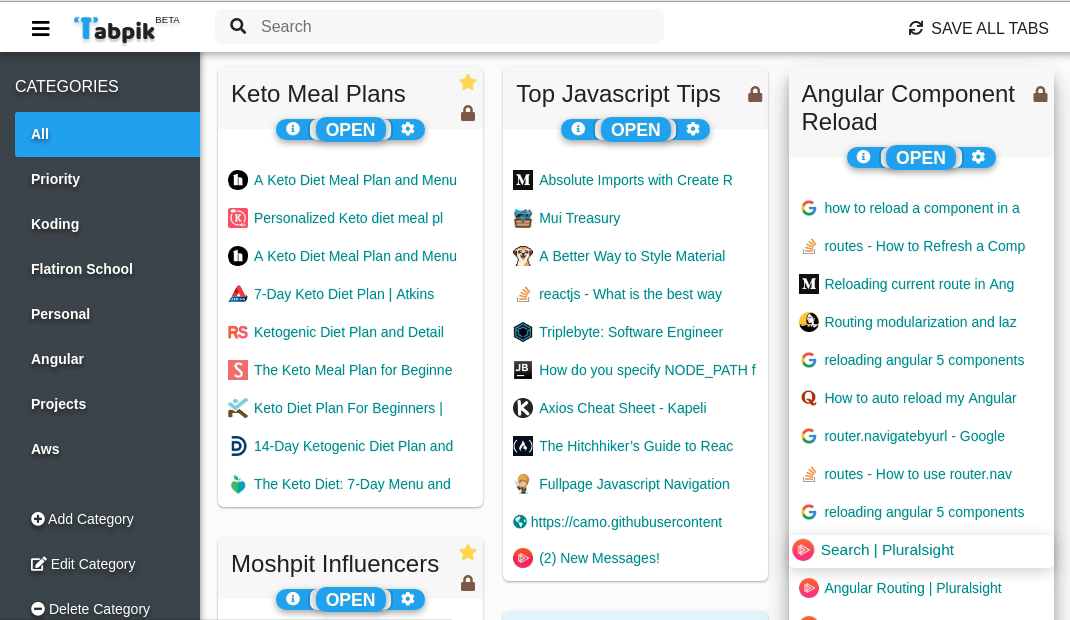 Tabpik BETA
Search
SAVE ALL TABS
CATEGORIES
All
Priority
Koding
Flatiron School
Personal
Angular
Projects
Aws
Add Category
Edit Category
Delete Category
Keto Meal Plans
OPEN
A Keto Diet Meal Plan and Menu
Personalized Keto diet meal pl
A Keto Diet Meal Plan and Menu
7-Day Keto Diet Plan | Atkins
Ketogenic Diet Plan and Detail
The Keto Meal Plan for Beginne
Keto Diet Plan For Beginners |
14-Day Ketogenic Diet Plan and
The Keto Diet: 7-Day Menu and
Moshpit Influencers
OPEN
Top Javascript Tips
OPEN
Absolute Imports with Create R
Mui Treasury
A Better Way to Style Material
reactjs - What is the best way
Triplebyte: Software Engineer
How do you specify NODE_PATH f
Axios Cheat Sheet - Kapeli
The Hitchhiker's Guide to Reac
Fullpage Javascript Navigation
https://camo.githubusercontent
(2) New Messages!
Angular Component
Reload
OPEN
how to reload a component in a
routes - How to Refresh a Comp
Reloading current route in Ang
Routing modularization and laz
reloading angular 5 components
How to auto reload my Angular
router.navigatebyurl - Google
routes - How to use router.nav
reloading angular 5 components
Search | Pluralsight
Angular Routing | Pluralsight